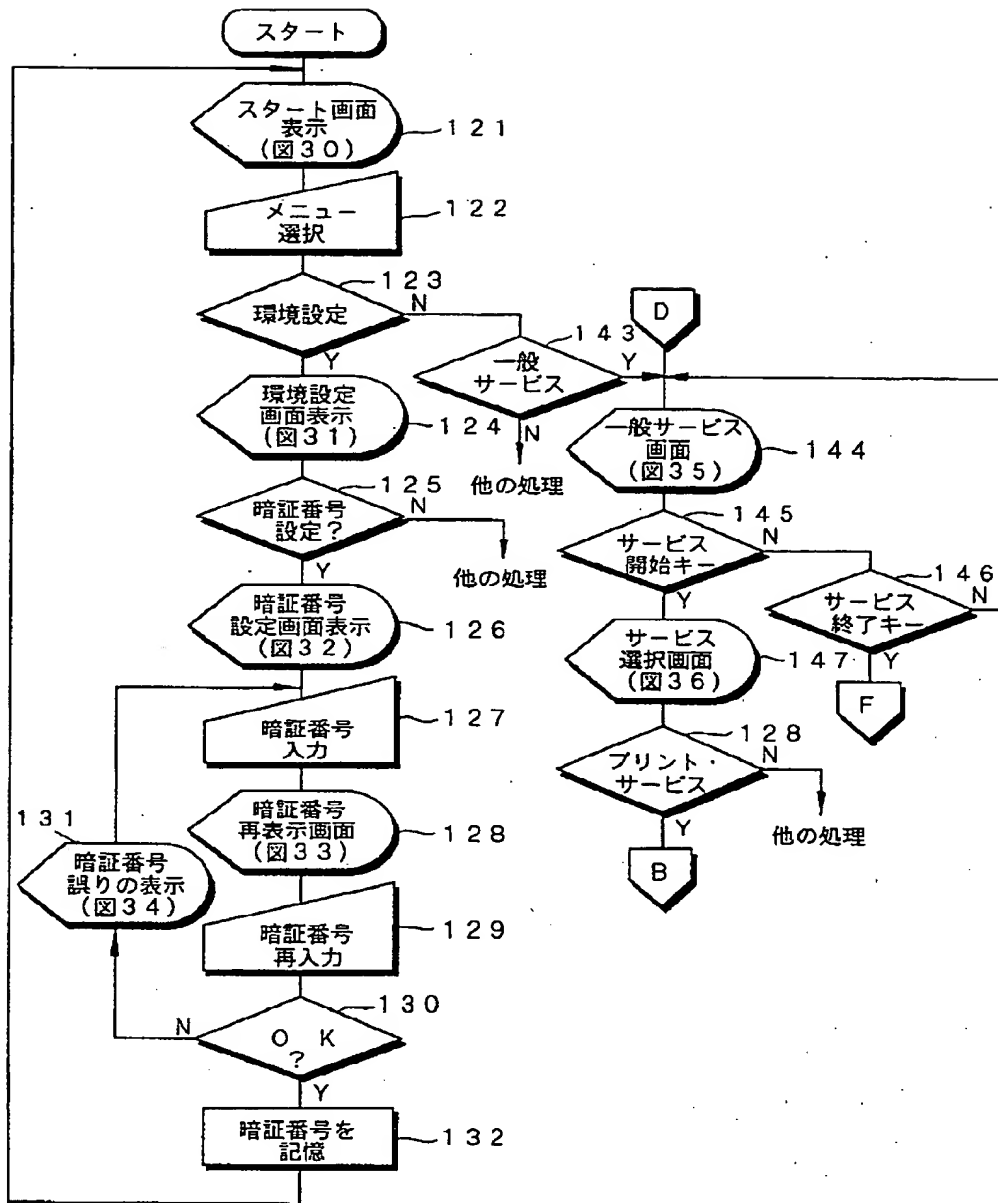 スタート
スタート画面
表示
(図30)
121
メニュー
選択
122
環境設定
123
N
Y
環境設定
画面表示
(図31)
124
暗証番号
設定?
125
N
他の処理
Y
暗証番号
設定画面表示
(図32)
126
暗証番号
入力
127
暗証番号
再表示画面
(図33)
128
暗証番号
再入力
129
OK
?
130
N
Y
131
暗証番号
誤りの表示
(図34)
暗証番号を
記憶
132
一般
サービス
143
Y
N
他の処理
D
一般サービス
画面
(図35)
144
サービス
開始キー
145
N
Y
サービス
終了キー
146
N
Y
F
サービス
選択画面
(図36)
147
プリント・
サービス
128
N
他の処理
Y
B